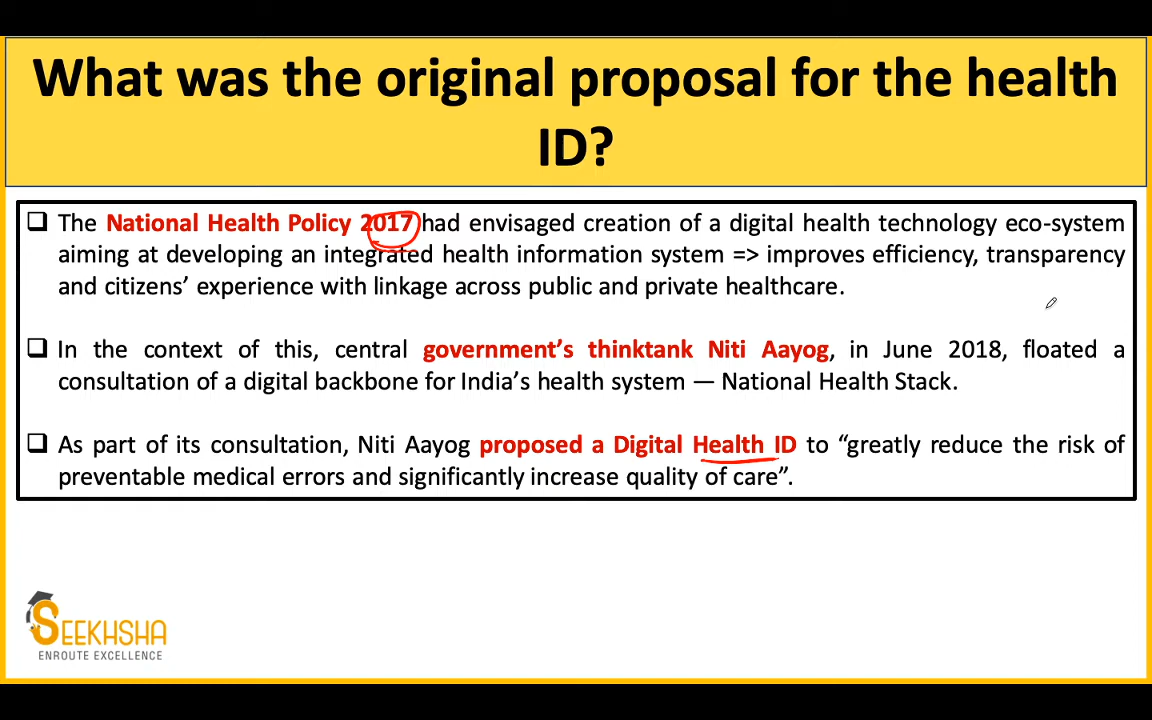 What was the original proposal for the health
ID?
❑ The National Health Policy 2017 had envisaged creation of a digital health technology eco-system
aiming at developing an integrated health information system => improves efficiency, transparency
and citizens’ experience with linkage across public and private healthcare.
❑ In the context of this, central government’s thinktank Niti Aayog, in June 2018, floated a
consultation of a digital backbone for India’s health system — National Health Stack.
❑ As part of its consultation, Niti Aayog proposed a Digital Health ID to “greatly reduce the risk of
preventable medical errors and significantly increase quality of care”.
SEEKHSHA
ENROUTE EXCELLENCE